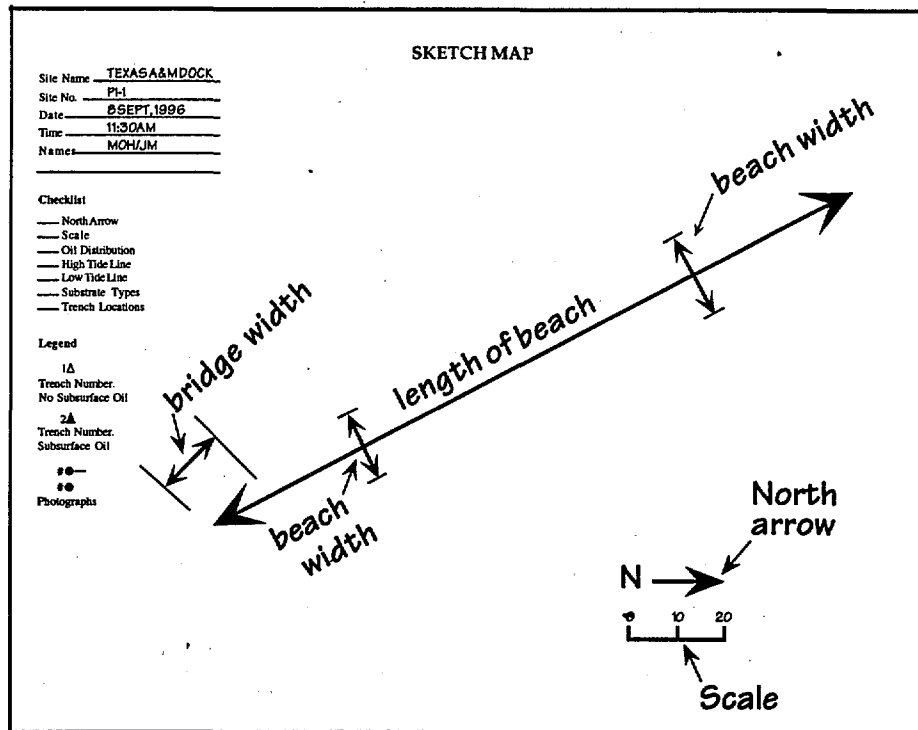 SKETCH MAP
Site Name TEXAS A&M DOCK
Site No. PI-1
Date 8 SEPT, 1996
Time 11:30AM
Names MOH/JM
Checklist
North Arrow
Scale
Oil Distribution
High Tide Line
Low Tide Line
Substrate Types
Trench Locations
Legend
1Δ
Trench Number.
No Subsurface Oil
2▲
Trench Number.
Subsurface Oil
#●—
#●
Photographs
bridge width
beach width
length of beach
beach
width
North
arrow
N
0 10 20
Scale